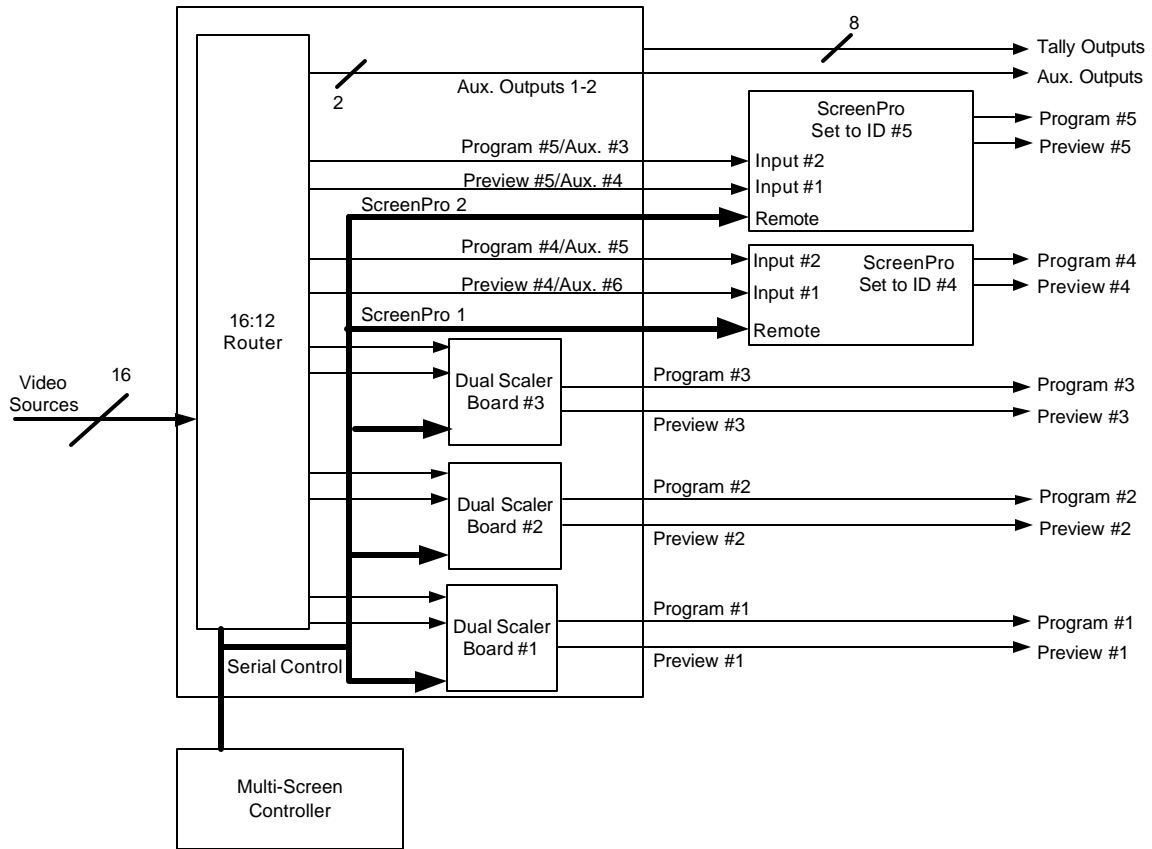 8
Tally Outputs
2
Aux. Outputs 1-2
Aux. Outputs
ScreenPro
Set to ID #5
Program #5
Preview #5
Program #5/Aux. #3
Input #2
Preview #5/Aux. #4
Input #1
ScreenPro 2
Remote
Program #4/Aux. #5
Input #2
ScreenPro
Set to ID #4
Program #4
Preview #4
Preview #4/Aux. #6
Input #1
ScreenPro 1
Remote
16:12
Router
Video
Sources
16
Dual Scaler
Board #3
Program #3
Preview #3
Program #3
Preview #3
Dual Scaler
Board #2
Program #2
Preview #2
Program #2
Preview #2
Dual Scaler
Board #1
Program #1
Preview #1
Program #1
Preview #1
Serial Control
Multi-Screen
Controller